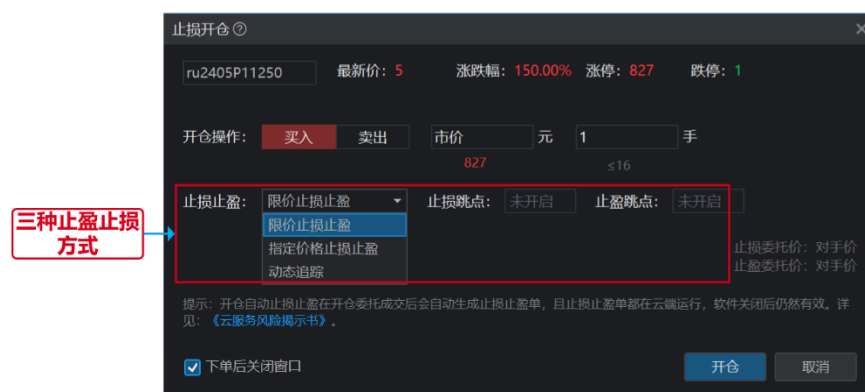 止损开仓?
ru2405P11250 最新价：5 涨跌幅：150.00% 涨停：827 跌停：1
开仓操作： 买入 卖出 市价 元 1 手
827 ≤16
三种止盈止损
方式
止损止盈： 限价止损止盈 止损跳点： 未开启 止盈跳点： 未开启
限价止损止盈
指定价格止损止盈
动态追踪
止损委托价：对手价
止盈委托价：对手价
提示：开仓自动止损止盈在开仓委托成交后会自动生成止损止盈单，且止损止盈单都在云端运行，软件关闭后仍然有效。详
见：《云服务风险揭示书》。
下单后关闭窗口 开仓 取消